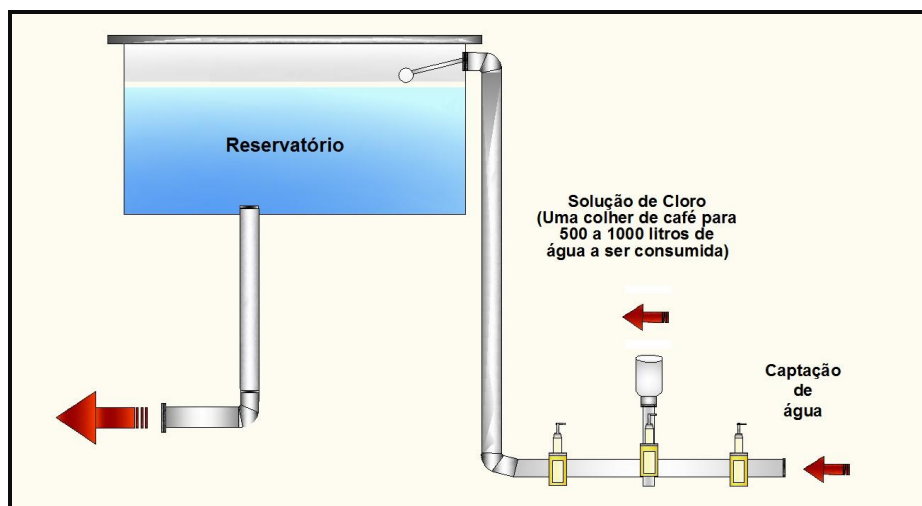 Reservatório
Solução de Cloro
(Uma colher de café para
500 a 1000 litros de
água a ser consumida)
Captação
de
água